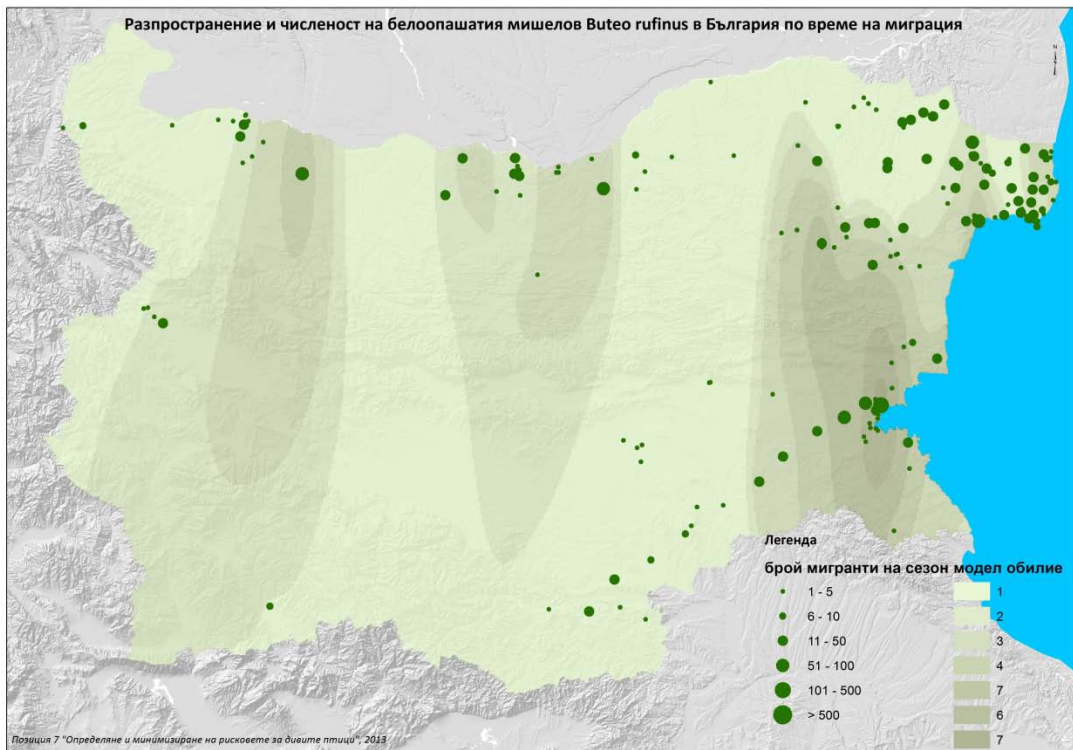 Разпространение и численост на белоопашатия мишелов Buteo rufinus в България по време на миграция
N
Легенда
брой мигранти на сезон модел обилие
1 - 5 1
6 - 10 2
11 - 50 3
51 - 100 4
101 - 500 7
> 500 6
7
Позиция 7 "Определяне и минимизиране на рисковете за дивите птици", 2013